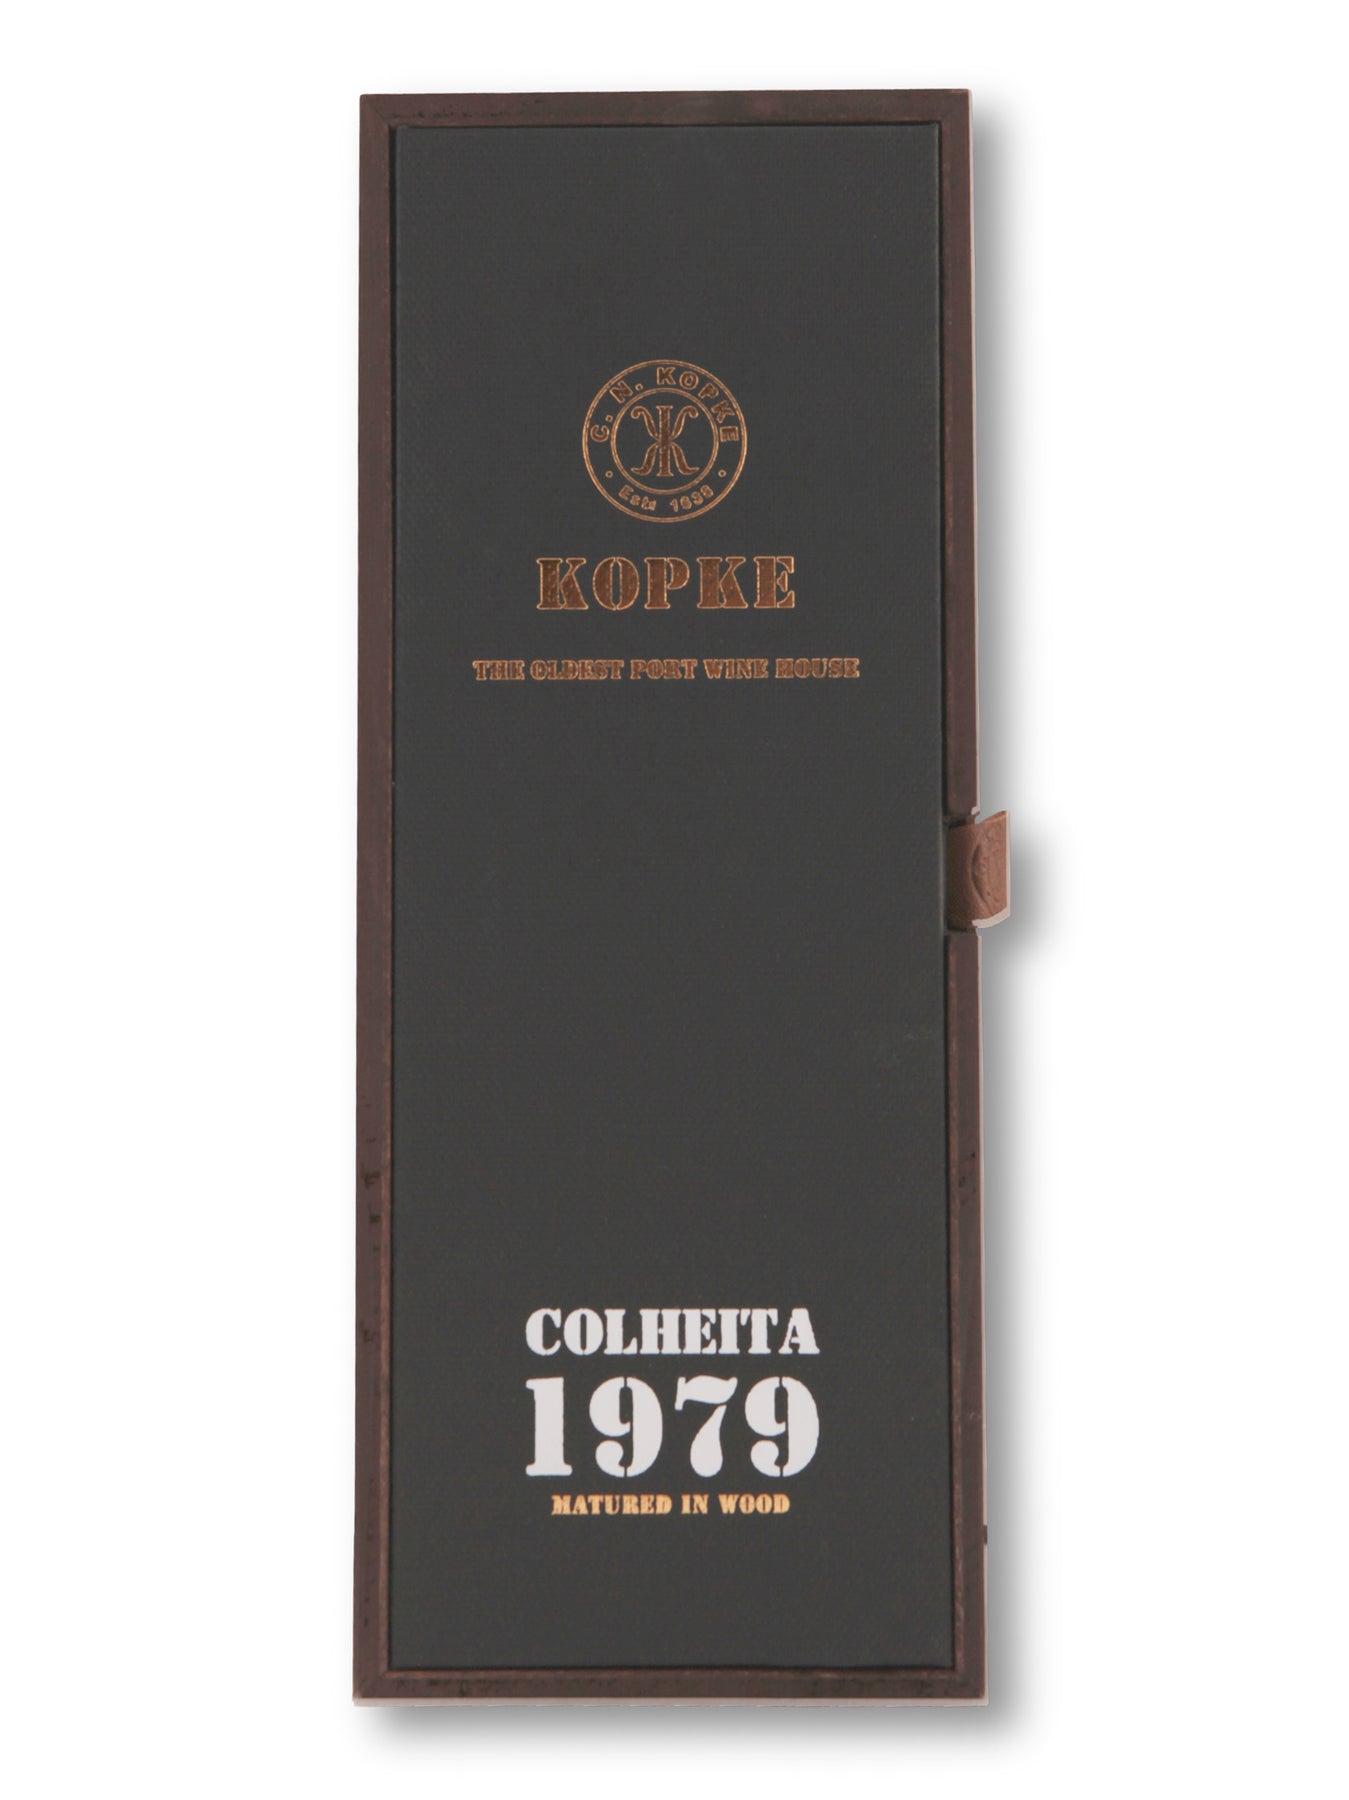 C. N. KOPKE
Estd 1638
KOPKE
THE OLDEST PORT WINE HOUSE
COLHEITA
1979
MATURED IN WOOD